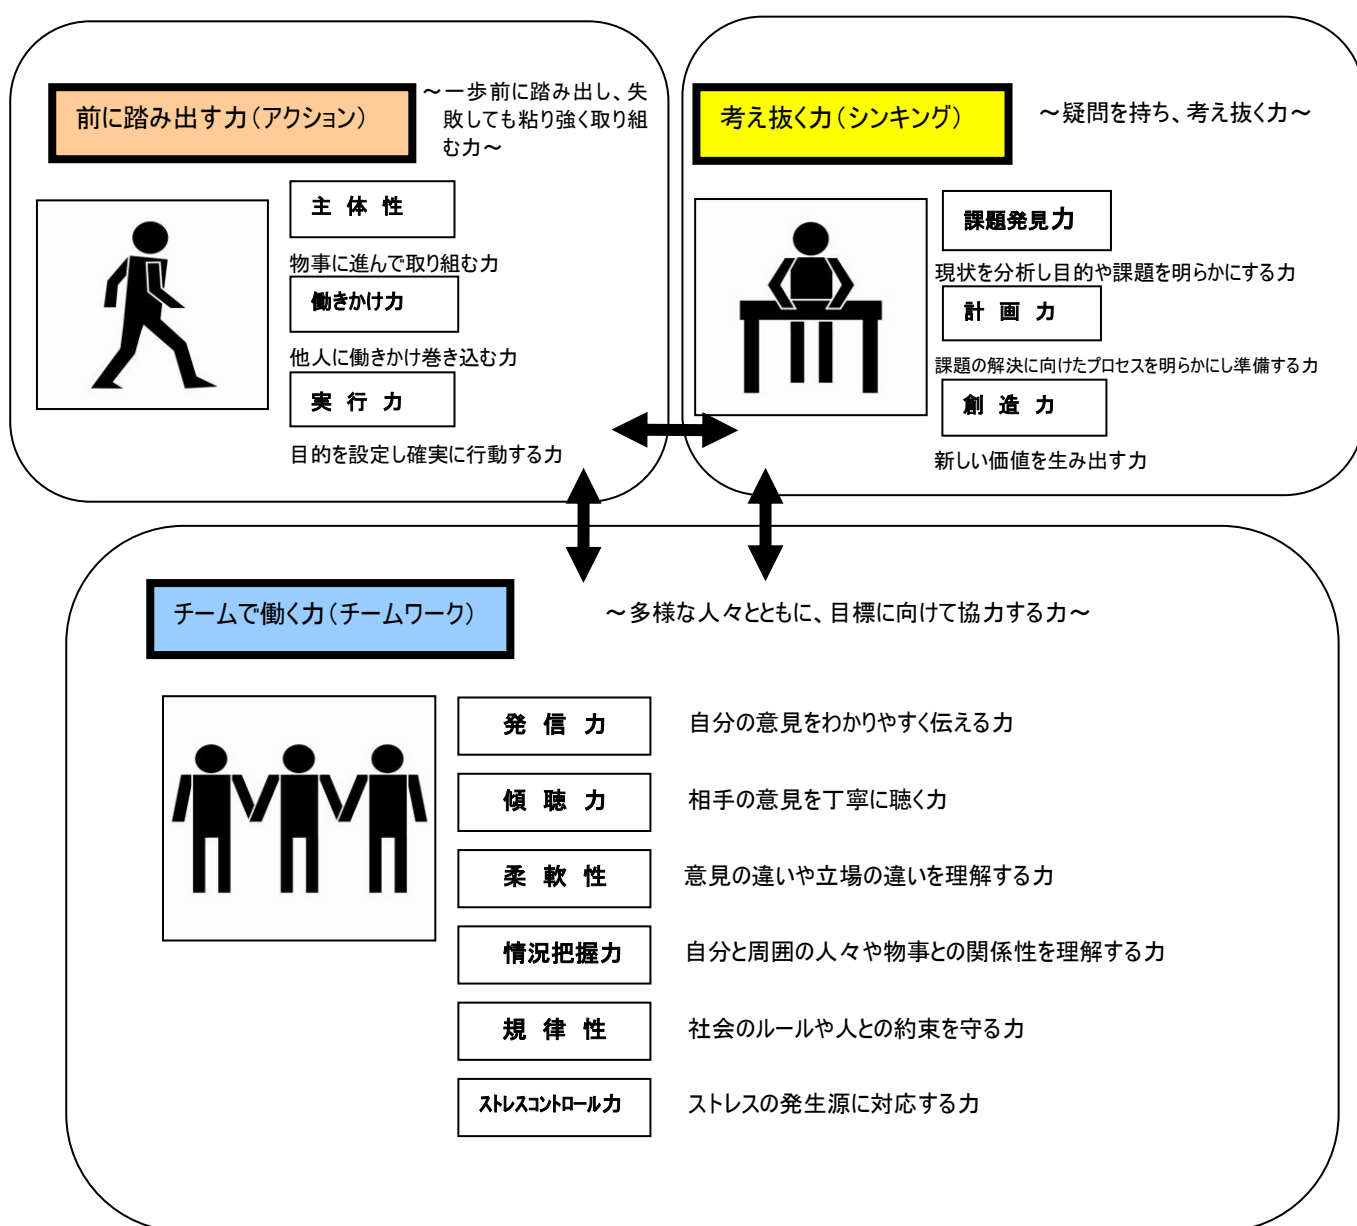 前に踏み出す力（アクション）
～一歩前に踏み出し、失
敗しても粘り強く取り組
む力～
主 体 性
物事に進んで取り組む力
働きかけ力
他人に働きかけ巻き込む力
実 行 力
目的を設定し確実に行動する力
考え抜く力（シンキング）
～疑問を持ち、考え抜く力～
課題発見力
現状を分析し目的や課題を明らかにする力
計 画 力
課題の解決に向けたプロセスを明らかにし準備する力
創 造 力
新しい価値を生み出す力
チームで働く力（チームワーク）
～多様な人々とともに、目標に向けて協力する力～
発 信 力
自分の意見をわかりやすく伝える力
傾 聴 力
相手の意見を丁寧に聴く力
柔 軟 性
意見の違いや立場の違いを理解する力
情況把握力
自分と周囲の人々や物事との関係性を理解する力
規 律 性
社会のルールや人との約束を守る力
ストレスコントロール力
ストレスの発生源に対応する力